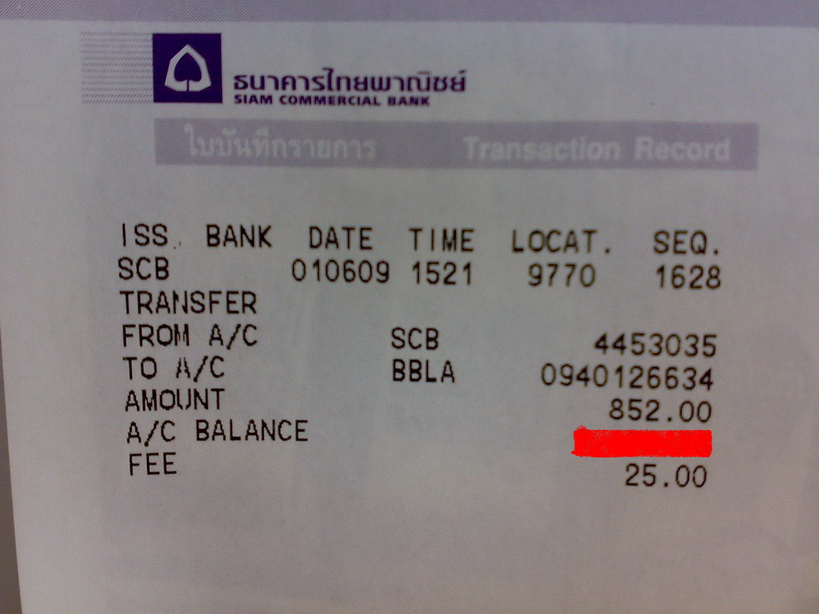 ธนาคารไทยพาณิชย์
SIAM COMMERCIAL BANK
ใบบันทึกรายการ Transaction Record
ISS. BANK DATE TIME LOCAT. SEQ.
SCB 010609 1521 9770 1628
TRANSFER
FROM A/C SCB 4453035
TO A/C BBLA 0940126634
AMOUNT 852.00
A/C BALANCE
FEE 25.00